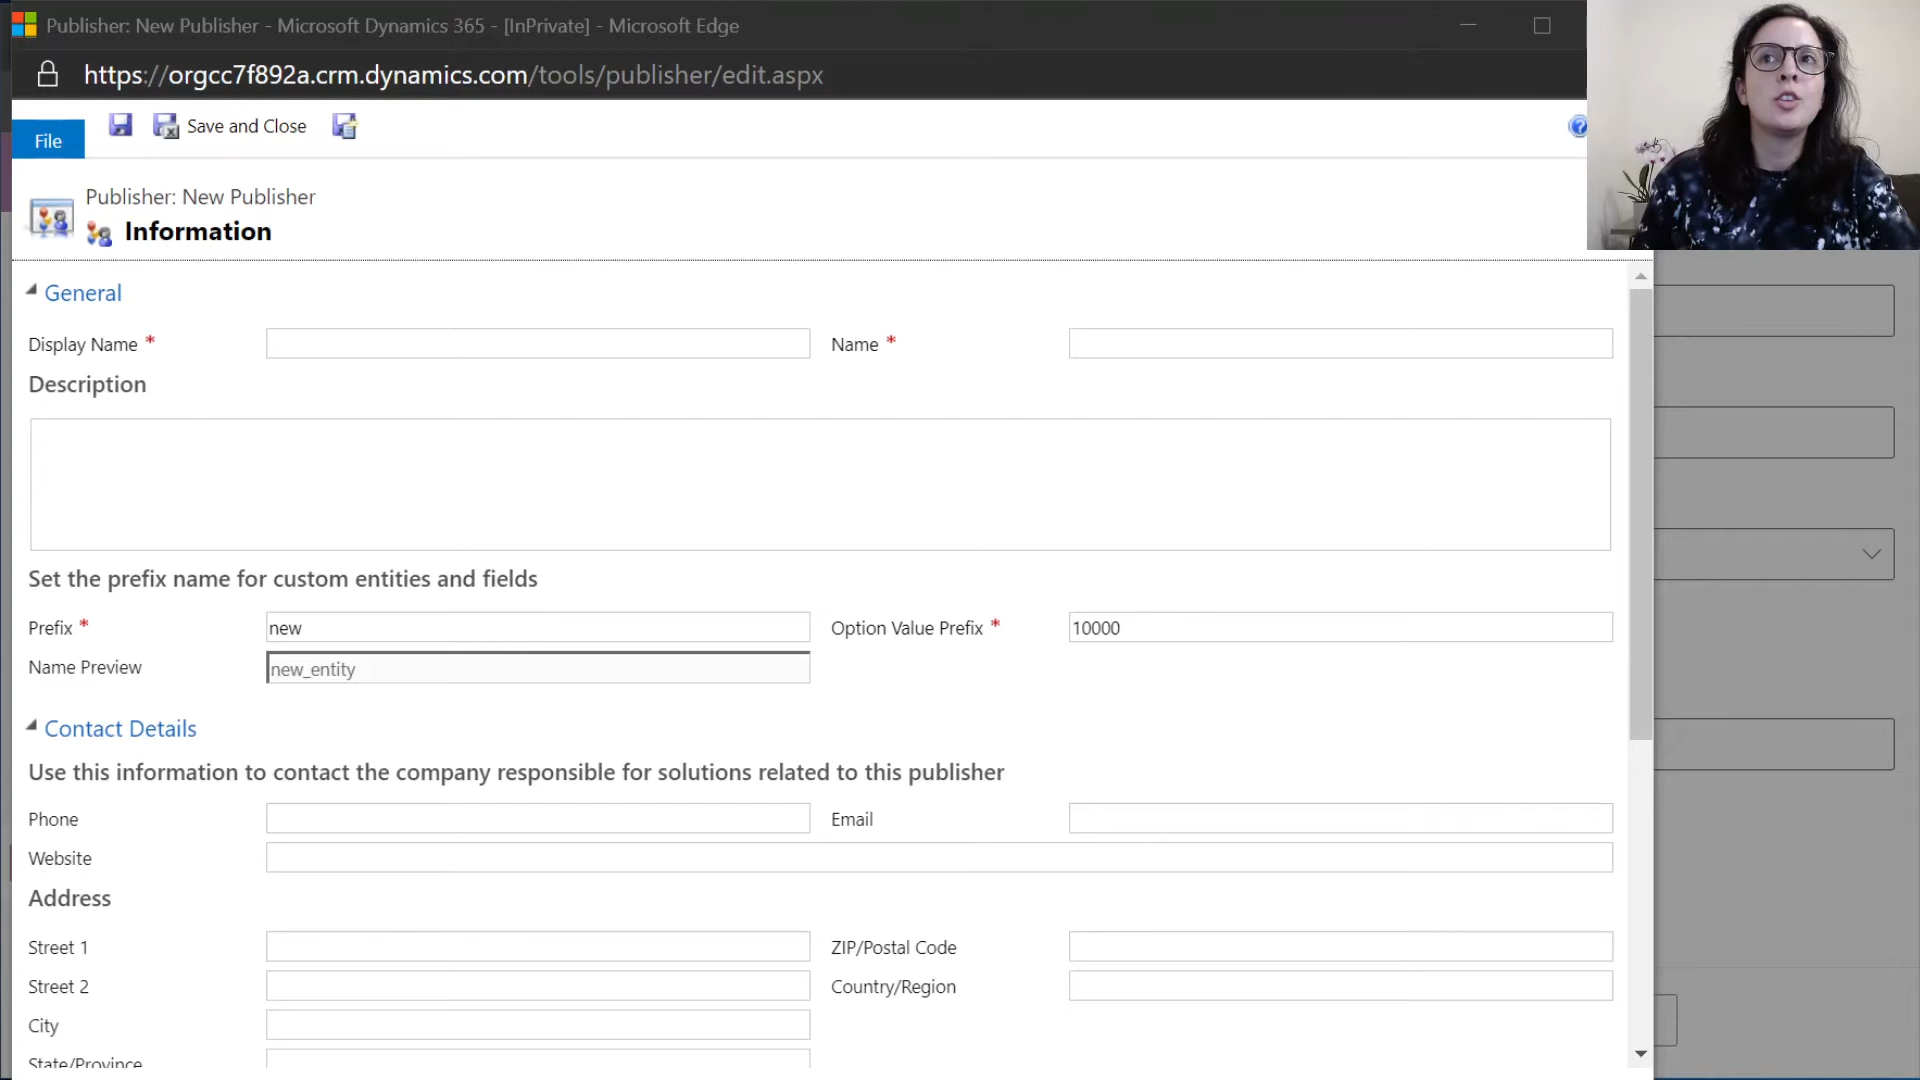 Publisher: New Publisher - Microsoft Dynamics 365 - [InPrivate] - Microsoft Edge
https://orgcc7f892a.crm.dynamics.com/tools/publisher/edit.aspx
File
Save and Close
Publisher: New Publisher
Information
General
Display Name *
Name *
Description
Set the prefix name for custom entities and fields
Prefix * new
Option Value Prefix * 10000
Name Preview new_entity
Contact Details
Use this information to contact the company responsible for solutions related to this publisher
Phone
Email
Website
Address
Street 1
ZIP/Postal Code
Street 2
Country/Region
City
State/Province